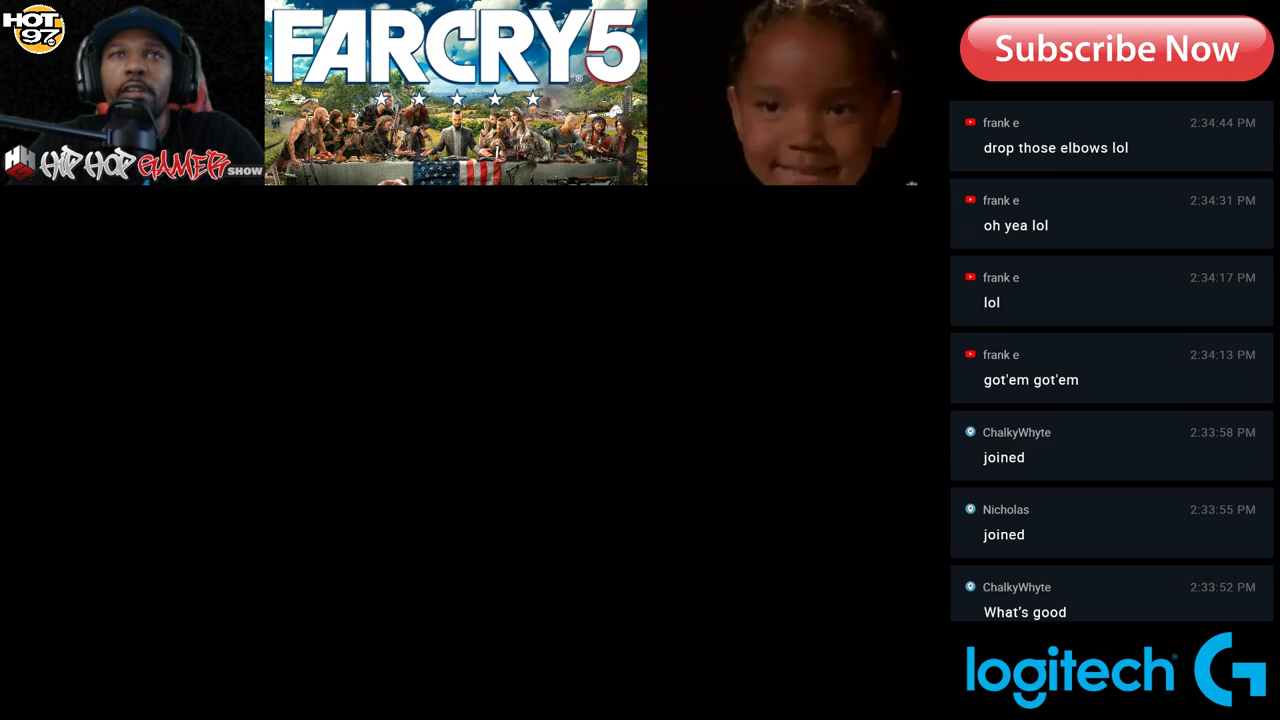 HOT
97
HIP HOP GAMER SHOW
FARCRY5
Subscribe Now
frank e 2:34:44 PM
drop those elbows lol
frank e 2:34:31 PM
oh yea lol
frank e 2:34:17 PM
lol
frank e 2:34:13 PM
got'em got'em
ChalkyWhyte 2:33:58 PM
joined
Nicholas 2:33:55 PM
joined
ChalkyWhyte 2:33:52 PM
What's good
logitech G